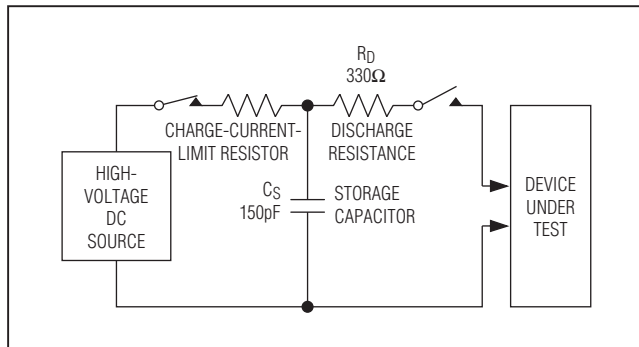 R_D
330Ω
CHARGE-CURRENT-
LIMIT RESISTOR
DISCHARGE
RESISTANCE
HIGH-
VOLTAGE
DC
SOURCE
C_S
150pF
STORAGE
CAPACITOR
DEVICE
UNDER
TEST